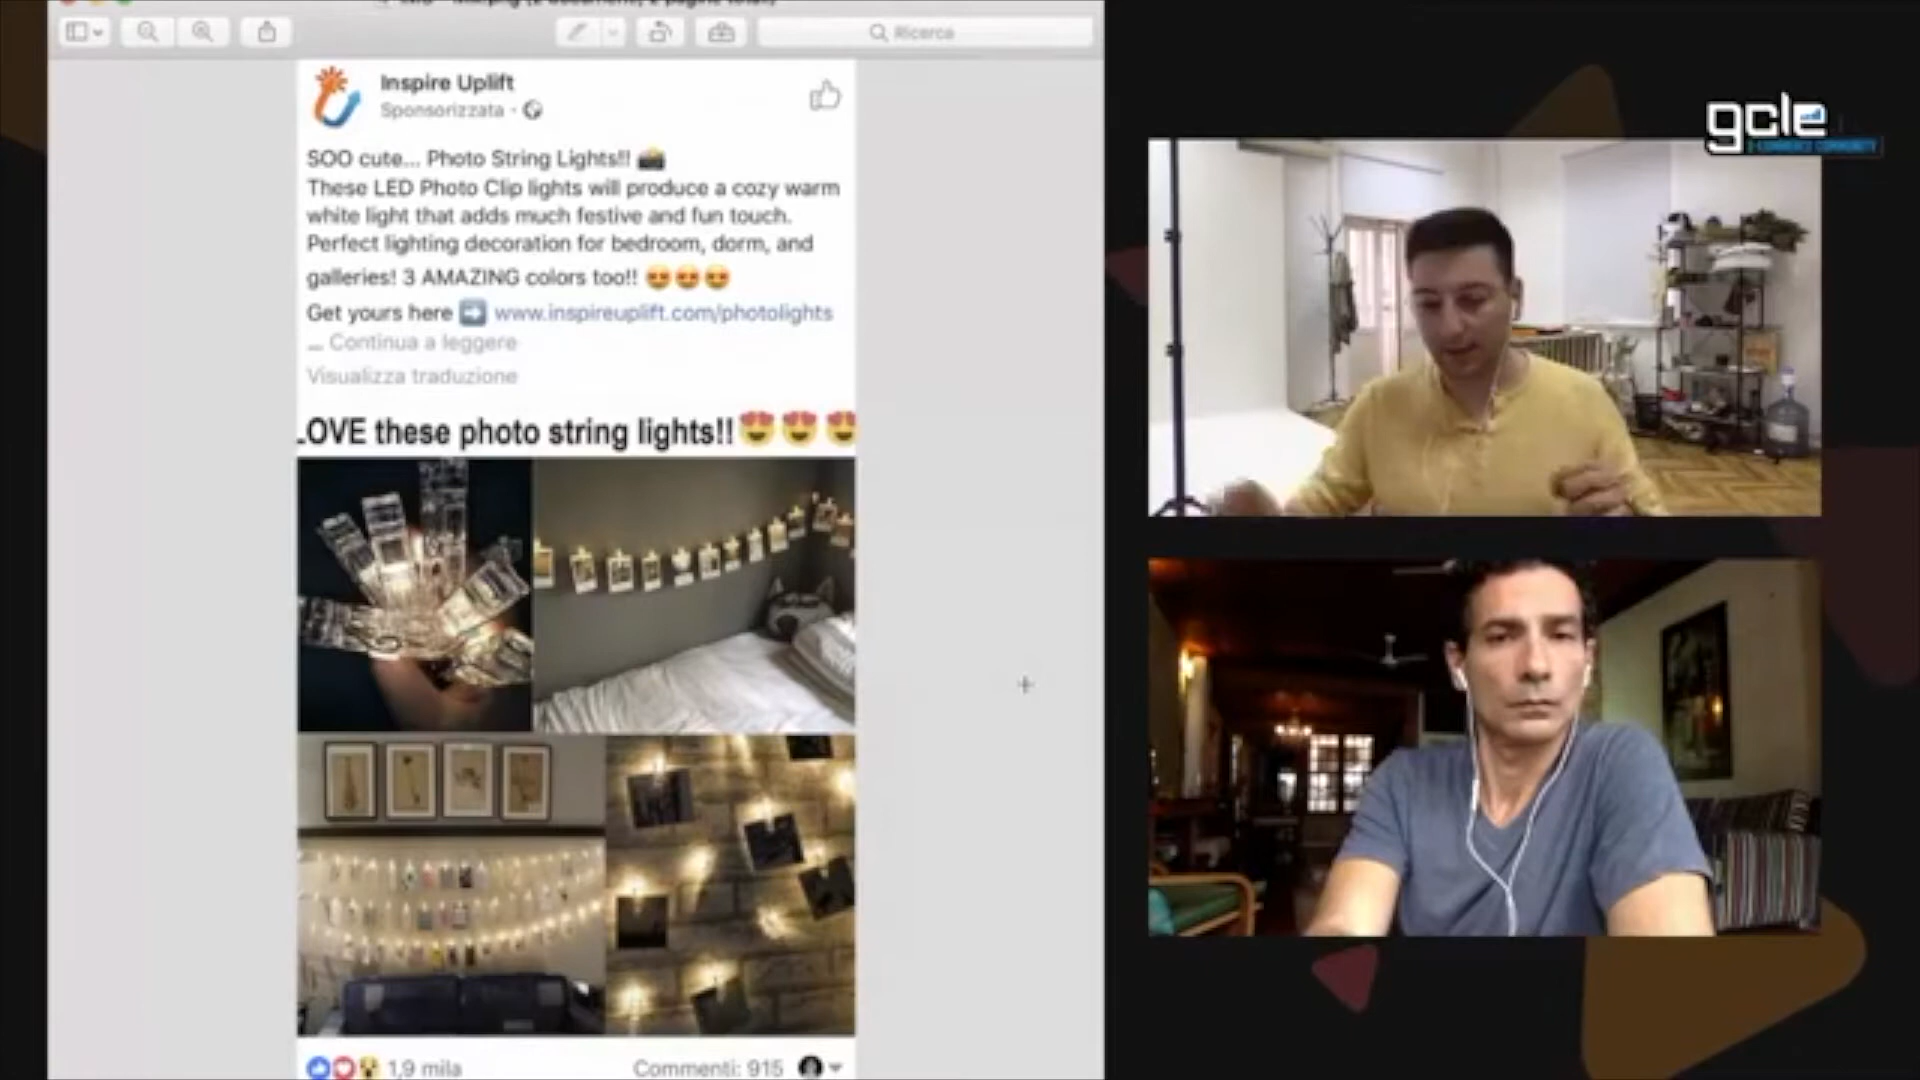 Ricerca
Inspire Uplift
Sponsorizzata ·
SOO cute... Photo String Lights!! 📸
These LED Photo Clip lights will produce a cozy warm
white light that adds much festive and fun touch.
Perfect lighting decoration for bedroom, dorm, and
galleries! 3 AMAZING colors too!! 😍😍😍
Get yours here ➡️ www.inspireuplift.com/photolights
... Continua a leggere
Visualizza traduzione
LOVE these photo string lights!!😍😍😍
1,9 mila
Commenti: 915
gcle
E-COMMERCE COMMUNITY